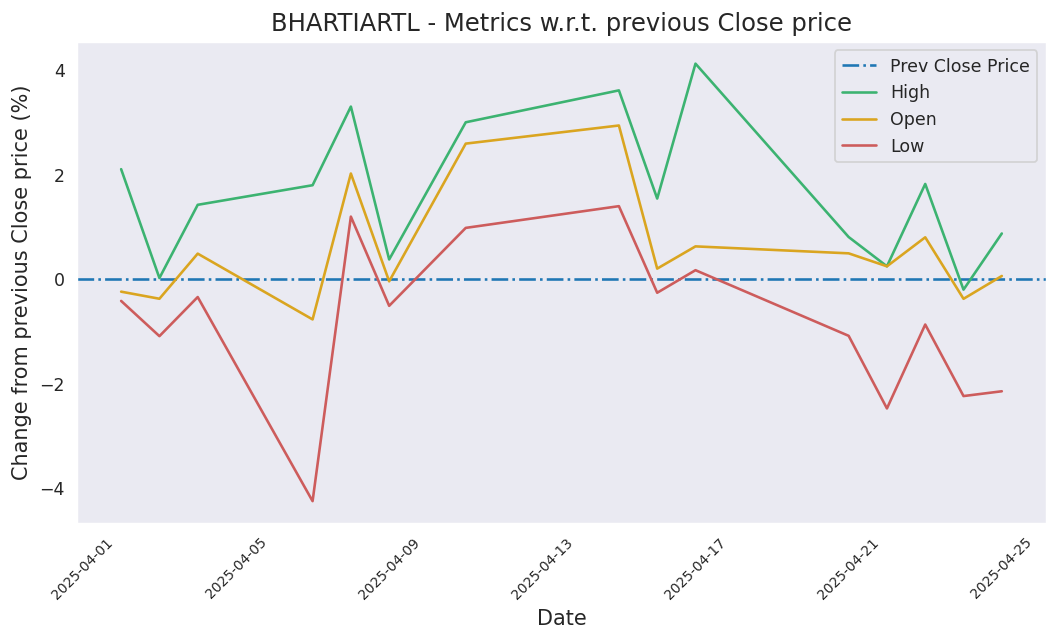 BHARTIARTL - Metrics w.r.t. previous Close price
Change from previous Close price (%)
4
2
0
−2
−4
Prev Close Price
High
Open
Low
2025-04-01
2025-04-05
2025-04-09
2025-04-13
2025-04-17
2025-04-21
2025-04-25
Date